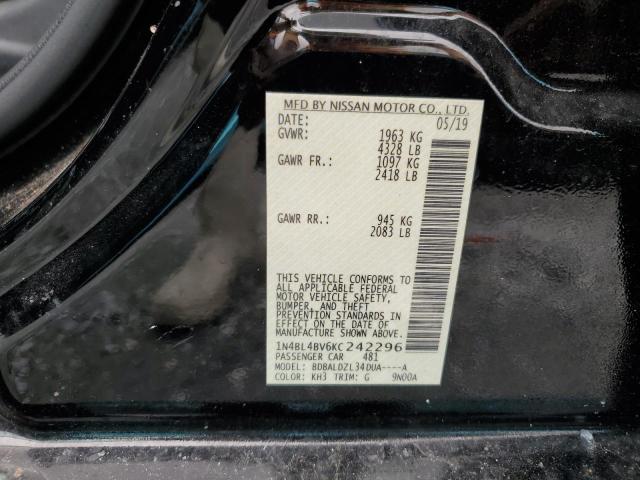 MFD BY NISSAN MOTOR CO., LTD.
DATE: 05/19
GVWR: 1963 KG
4328 LB
GAWR FR.: 1097 KG
2418 LB
GAWR RR.: 945 KG
2083 LB
THIS VEHICLE CONFORMS TO
ALL APPLICABLE FEDERAL
MOTOR VEHICLE SAFETY,
BUMPER, AND THEFT
PREVENTION STANDARDS IN
EFFECT ON THE DATE OF
MANUFACTURE SHOWN ABOVE.
1N4BL4BV6KC242296
PASSENGER CAR 481
MODEL: BDBALDZL34DUA----A
COLOR: KH3 TRIM: G 9N00A